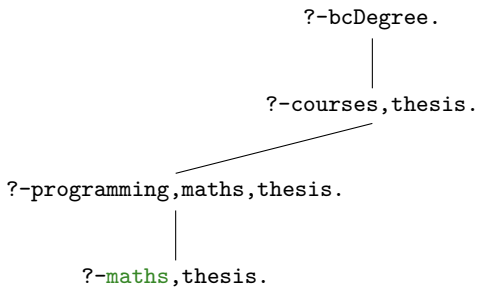 ?-bcDegree.
?-courses,thesis.
?-programming,maths,thesis.
?-maths,thesis.